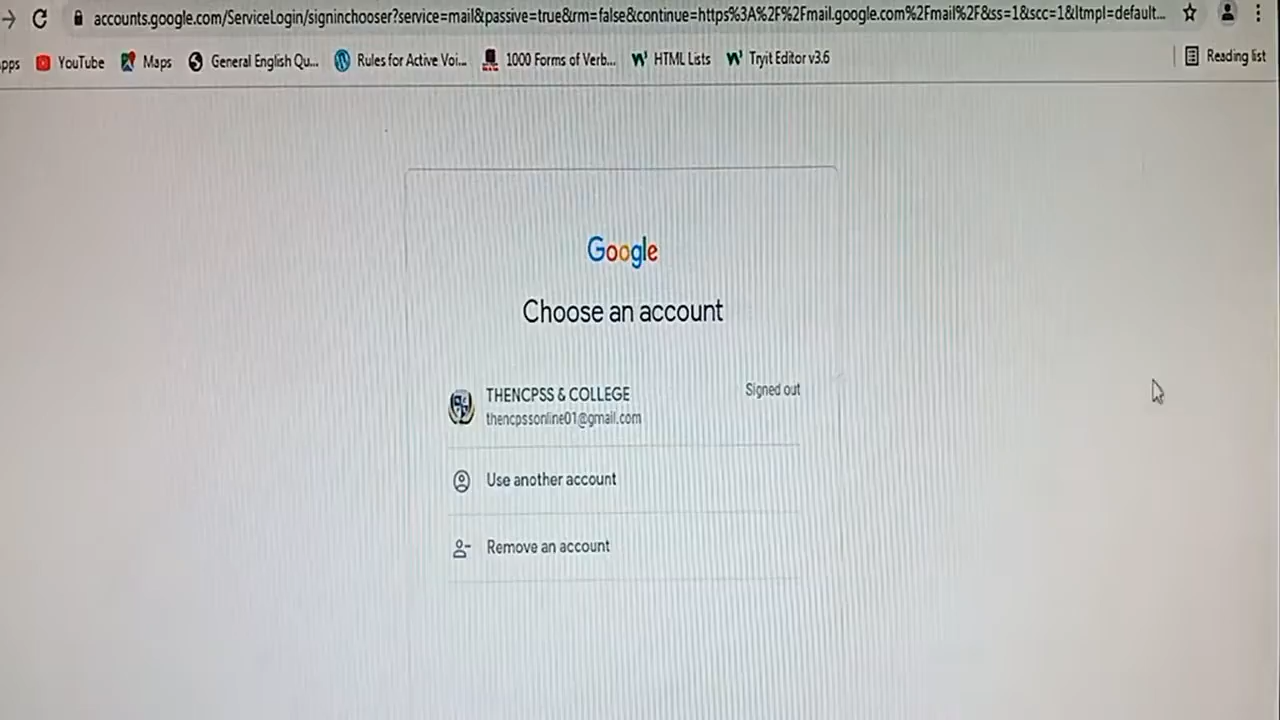 accounts.google.com/ServiceLogin/signinchooser?service=mail&passive=true&rm=false&continue=https%3A%2F%2Fmail.google.com%2Fmail%2F&ss=1&scc=1&ltmpl=default...
pps YouTube Maps General English Qu... Rules for Active Voi... 1000 Forms of Verb... HTML Lists Tryit Editor v3.6 Reading list
Google
Choose an account
THENCPSS & COLLEGE Signed out
thencpssonline01@gmail.com
Use another account
Remove an account